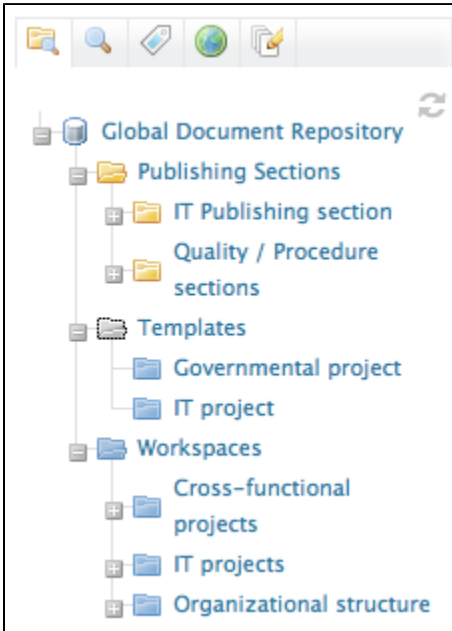 Global Document Repository
Publishing Sections
IT Publishing section
Quality / Procedure
sections
Templates
Governmental project
IT project
Workspaces
Cross-functional
projects
IT projects
Organizational structure